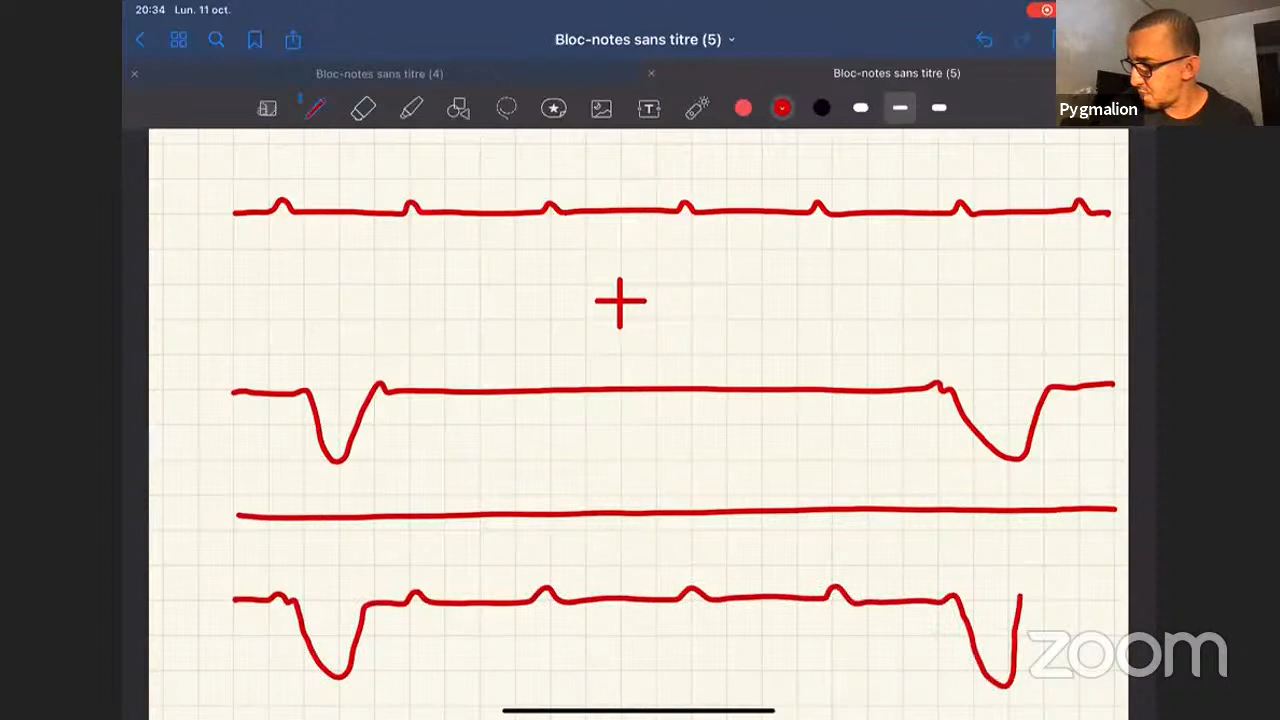 20:34 Lun. 11 oct.
Bloc-notes sans titre (5)
Bloc-notes sans titre (4)
Bloc-notes sans titre (5)
T
Pygmalion
zoom